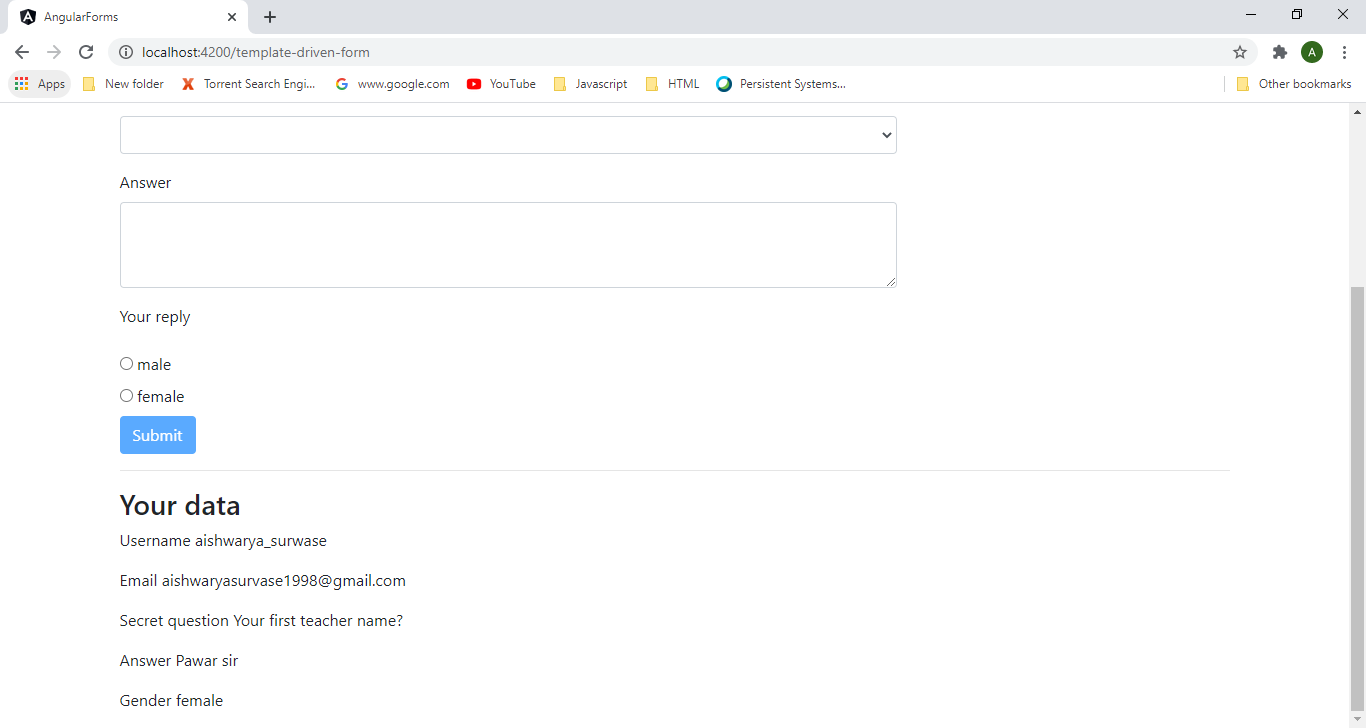 AngularForms
localhost:4200/template-driven-form
A
Apps New folder Torrent Search Engi... www.google.com YouTube Javascript HTML Persistent Systems... Other bookmarks
Answer
Your reply
male
female
Submit
Your data
Username aishwarya_surwase
Email aishwaryasurvase1998@gmail.com
Secret question Your first teacher name?
Answer Pawar sir
Gender female